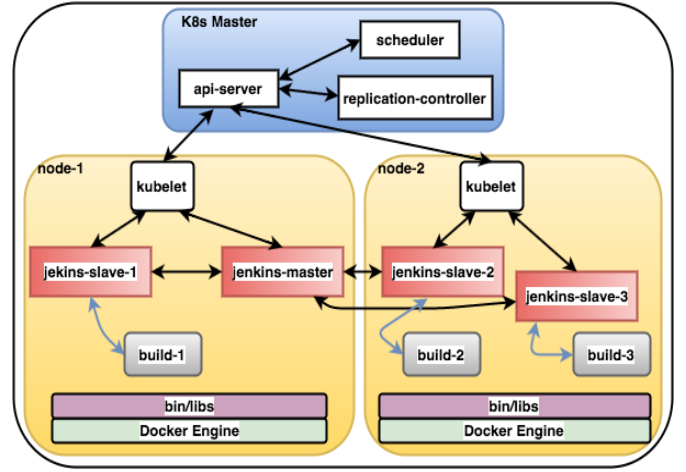 K8s Master
scheduler
api-server
replication-controller
node-1
kubelet
node-2
kubelet
jekins-slave-1
jenkins-master
jenkins-slave-2
jenkins-slave-3
build-1
build-2
build-3
bin/libs
Docker Engine
bin/libs
Docker Engine